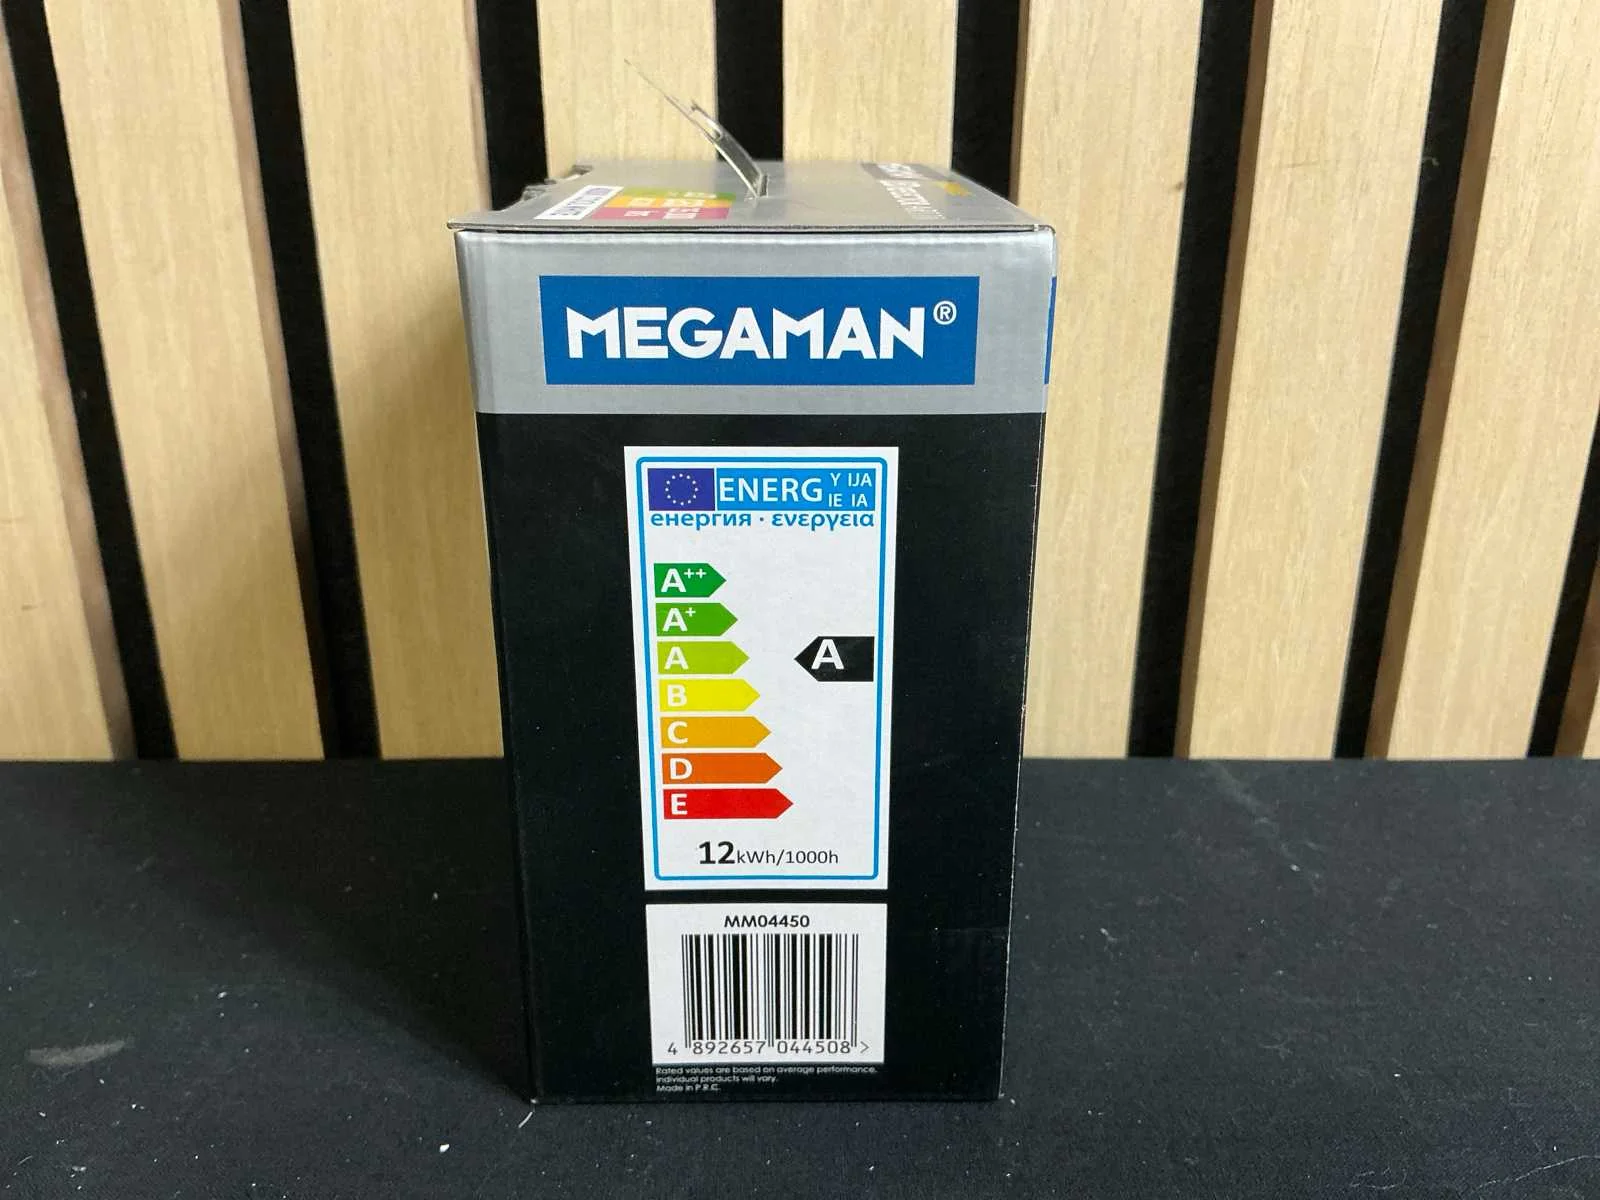 MEGAMAN®
ENERG Y IJA
IE IA
енергия · ενεργεια
A++
A+
A
A
B
C
D
E
12kWh/1000h
MM04450
4 892657 044508 >
Rated values are based on average performance,
individual products will vary.
Made in P.R.C.